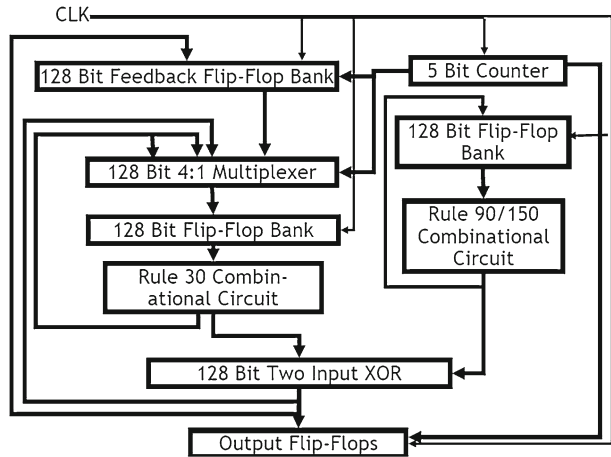 CLK
128 Bit Feedback Flip-Flop Bank
5 Bit Counter
128 Bit Flip-Flop
Bank
128 Bit 4:1 Multiplexer
128 Bit Flip-Flop Bank
Rule 90/150
Combinational
Circuit
Rule 30 Combin-
ational Circuit
128 Bit Two Input XOR
Output Flip-Flops